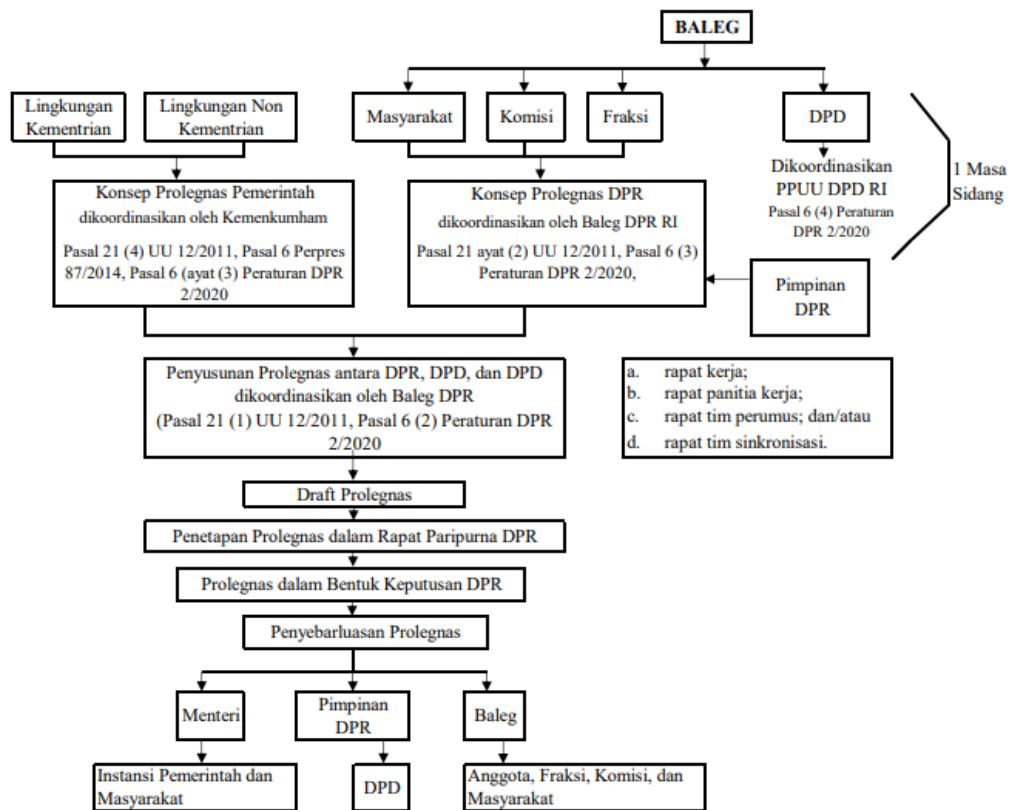 BALEG
Lingkungan
Kementrian
Lingkungan Non
Kementrian
Masyarakat
Komisi
Fraksi
DPD
Konsep Prolegnas Pemerintah
dikoordinasikan oleh Kemenkumham
Pasal 21 (4) UU 12/2011, Pasal 6 Perpres
87/2014, Pasal 6 (ayat (3) Peraturan DPR
2/2020
Konsep Prolegnas DPR
dikoordinasikan oleh Baleg DPR RI
Pasal 21 ayat (2) UU 12/2011, Pasal 6 (3)
Peraturan DPR 2/2020,
Dikoordinasikan
PPUU DPD RI
Pasal 6 (4) Peraturan
DPR 2/2020
1 Masa
Sidang
Pimpinan
DPR
Penyusunan Prolegnas antara DPR, DPD, dan DPD
dikoordinasikan oleh Baleg DPR
(Pasal 21 (1) UU 12/2011, Pasal 6 (2) Peraturan DPR
2/2020
a. rapat kerja;
b. rapat panitia kerja;
c. rapat tim perumus; dan/atau
d. rapat tim sinkronisasi.
Draft Prolegnas
Penetapan Prolegnas dalam Rapat Paripurna DPR
Prolegnas dalam Bentuk Keputusan DPR
Penyebarluasan Prolegnas
Menteri
Pimpinan
DPR
Baleg
Instansi Pemerintah dan
Masyarakat
DPD
Anggota, Fraksi, Komisi, dan
Masyarakat